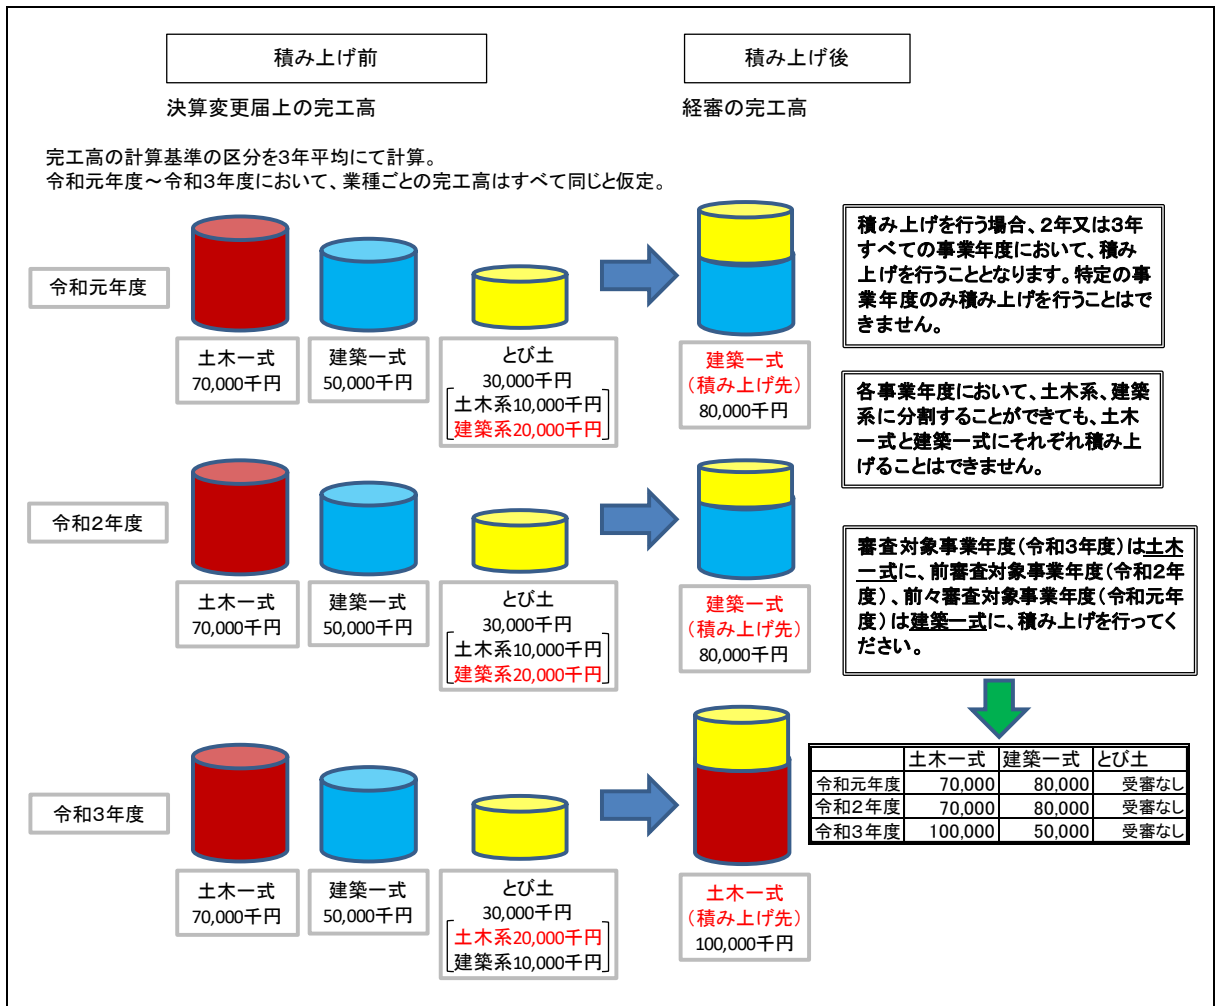 積み上げ前
積み上げ後
決算変更届上の完工高
経審の完工高
完工高の計算基準の区分を3年平均にて計算。
令和元年度～令和3年度において、業種ごとの完工高はすべて同じと仮定。
令和元年度
土木一式
70,000千円
建築一式
50,000千円
とび土
30,000千円
土木系10,000千円
建築系20,000千円
建築一式
(積み上げ先)
80,000千円
積み上げを行う場合、2年又は3年
すべての事業年度において、積み
上げを行うこととなります。特定の事
業年度のみ積み上げを行うことはで
きません。
各事業年度において、土木系、建築
系に分割することができても、土木
一式と建築一式にそれぞれ積み上
げることはできません。
令和2年度
土木一式
70,000千円
建築一式
50,000千円
とび土
30,000千円
土木系10,000千円
建築系20,000千円
建築一式
(積み上げ先)
80,000千円
審査対象事業年度(令和3年度)は土木
一式に、前審査対象事業年度(令和2年
度)、前々審査対象事業年度(令和元年
度)は建築一式に、積み上げを行ってく
ださい。
令和3年度
土木一式
70,000千円
建築一式
50,000千円
とび土
30,000千円
土木系20,000千円
建築系10,000千円
土木一式
(積み上げ先)
100,000千円
土木一式 建築一式 とび土
令和元年度 70,000 80,000 受審なし
令和2年度 70,000 80,000 受審なし
令和3年度 100,000 50,000 受審なし